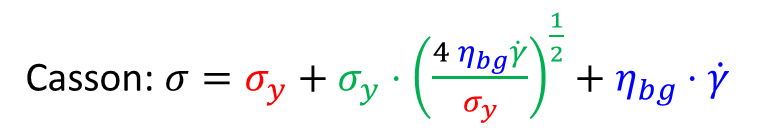 Casson: σ = σ_y + σ_y · (4 η_bg γ̇ / σ_y)^(1/2) + η_bg · γ̇